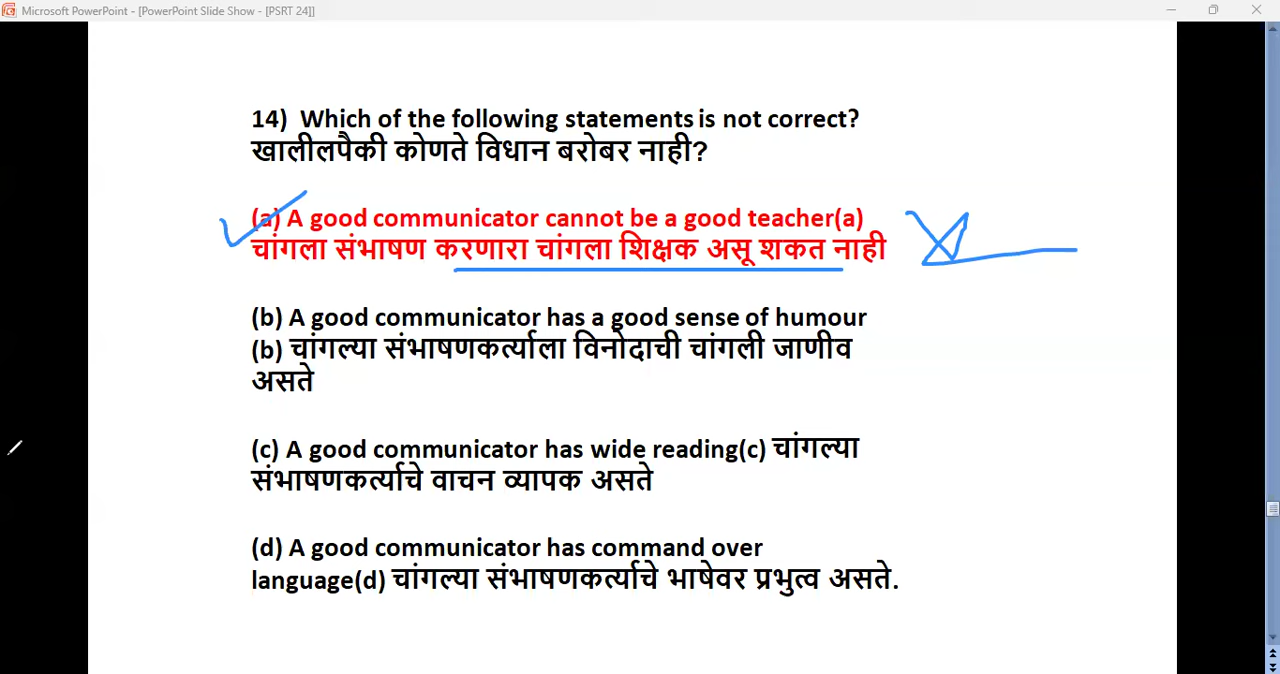 Microsoft PowerPoint - [PowerPoint Slide Show - [PSRT 24]]
14) Which of the following statements is not correct?
खालीलपैकी कोणते विधान बरोबर नाही?
(a) A good communicator cannot be a good teacher(a)
चांगला संभाषण करणारा चांगला शिक्षक असू शकत नाही
(b) A good communicator has a good sense of humour
(b) चांगल्या संभाषणकर्त्याला विनोदाची चांगली जाणीव
असते
(c) A good communicator has wide reading(c) चांगल्या
संभाषणकर्त्याचे वाचन व्यापक असते
(d) A good communicator has command over
language(d) चांगल्या संभाषणकर्त्याचे भाषेवर प्रभुत्व असते.